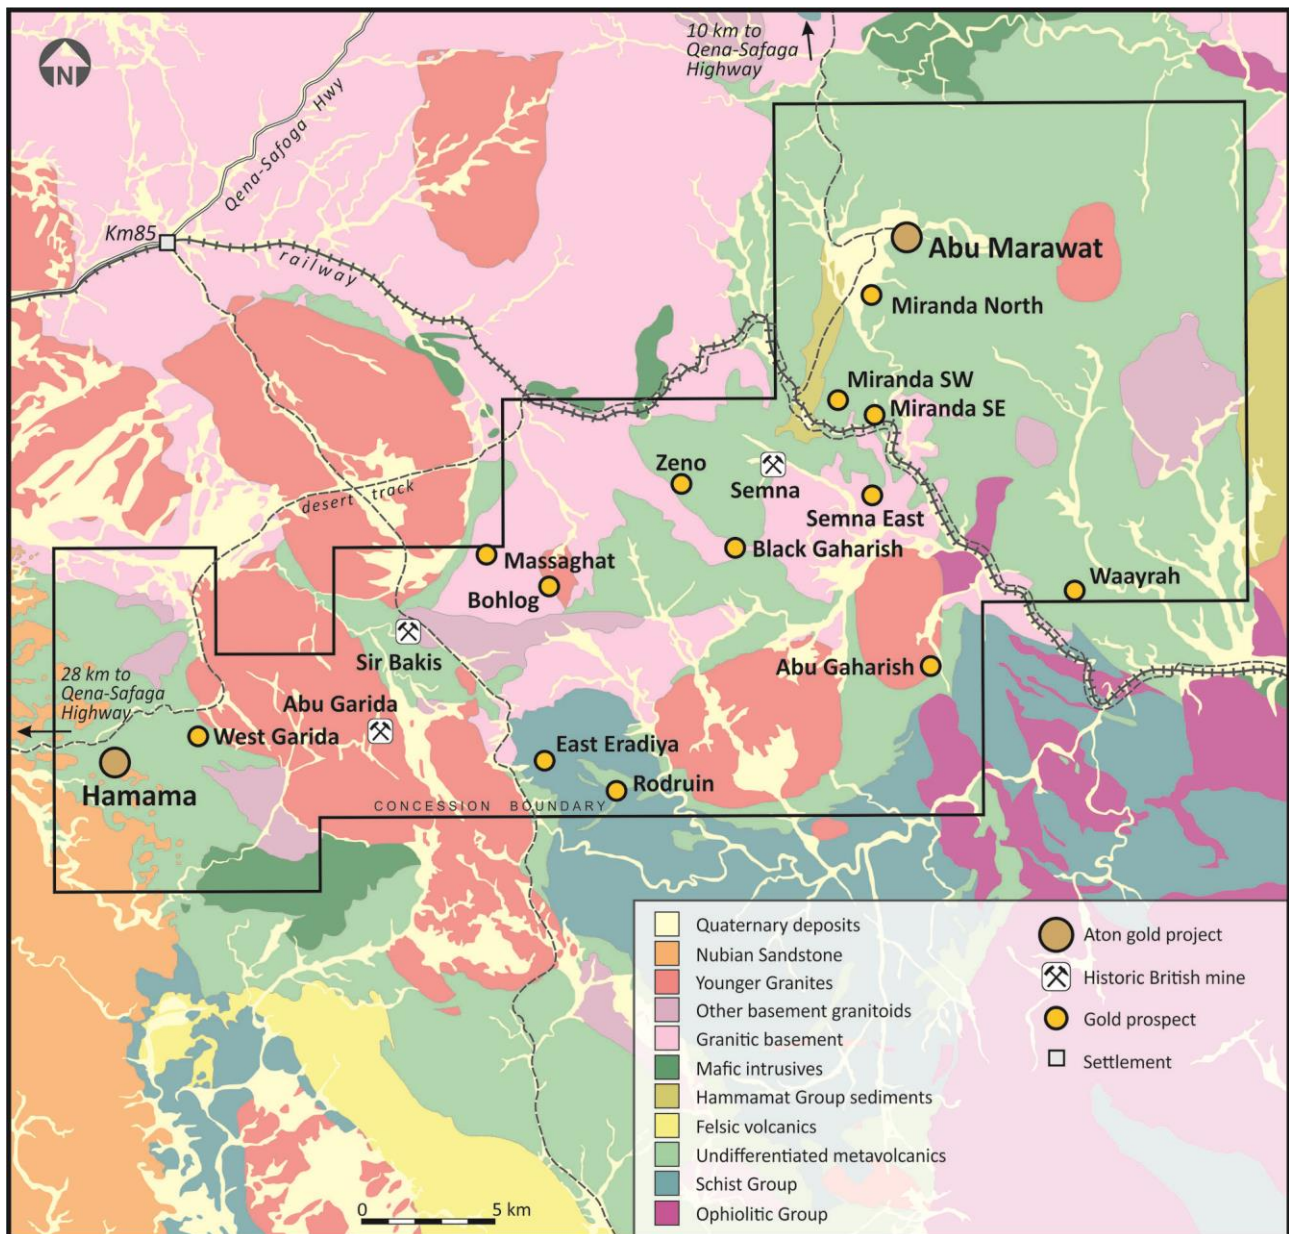 N
10 km to
Qena-Safaga
Highway
Qena-Safoga Hwy
Km85
railway
Abu Marawat
Miranda North
Miranda SW
Miranda SE
Zeno
Semna
Semna East
desert track
Black Gaharish
Massaghat
Waayrah
Bohlog
Sir Bakis
Abu Gaharish
28 km to
Qena-Safaga
Highway
Abu Garida
West Garida
East Eradiya
Hamama
Rodruin
CONCESSION BOUNDARY
Quaternary deposits
Nubian Sandstone
Younger Granites
Other basement granitoids
Granitic basement
Mafic intrusives
Hammamat Group sediments
Felsic volcanics
Undifferentiated metavolcanics
Schist Group
Ophiolitic Group
Aton gold project
Historic British mine
Gold prospect
Settlement
0 5 km